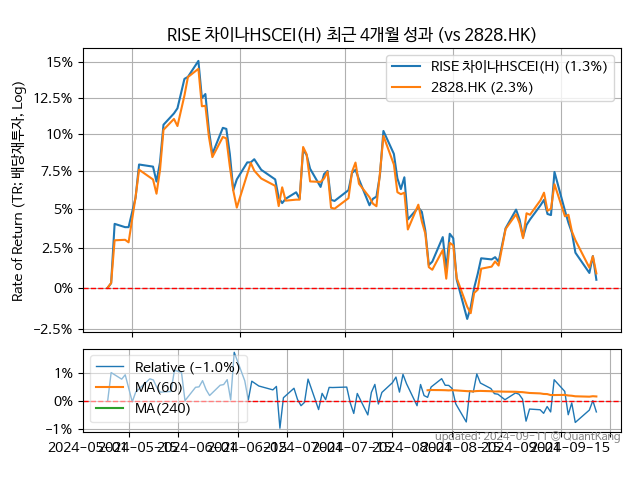 RISE 차이나HSCEI(H) 최근 4개월 성과 (vs 2828.HK)
Rate of Return (TR: 배당재투자, Log)
15%
12.5%
10%
7.5%
5%
2.5%
0%
−2.5%
RISE 차이나HSCEI(H) (1.3%)
2828.HK (2.3%)
1%
0%
−1%
Relative (−1.0%)
MA(60)
MA(240)
updated: 2024-09-11 © QuantKang